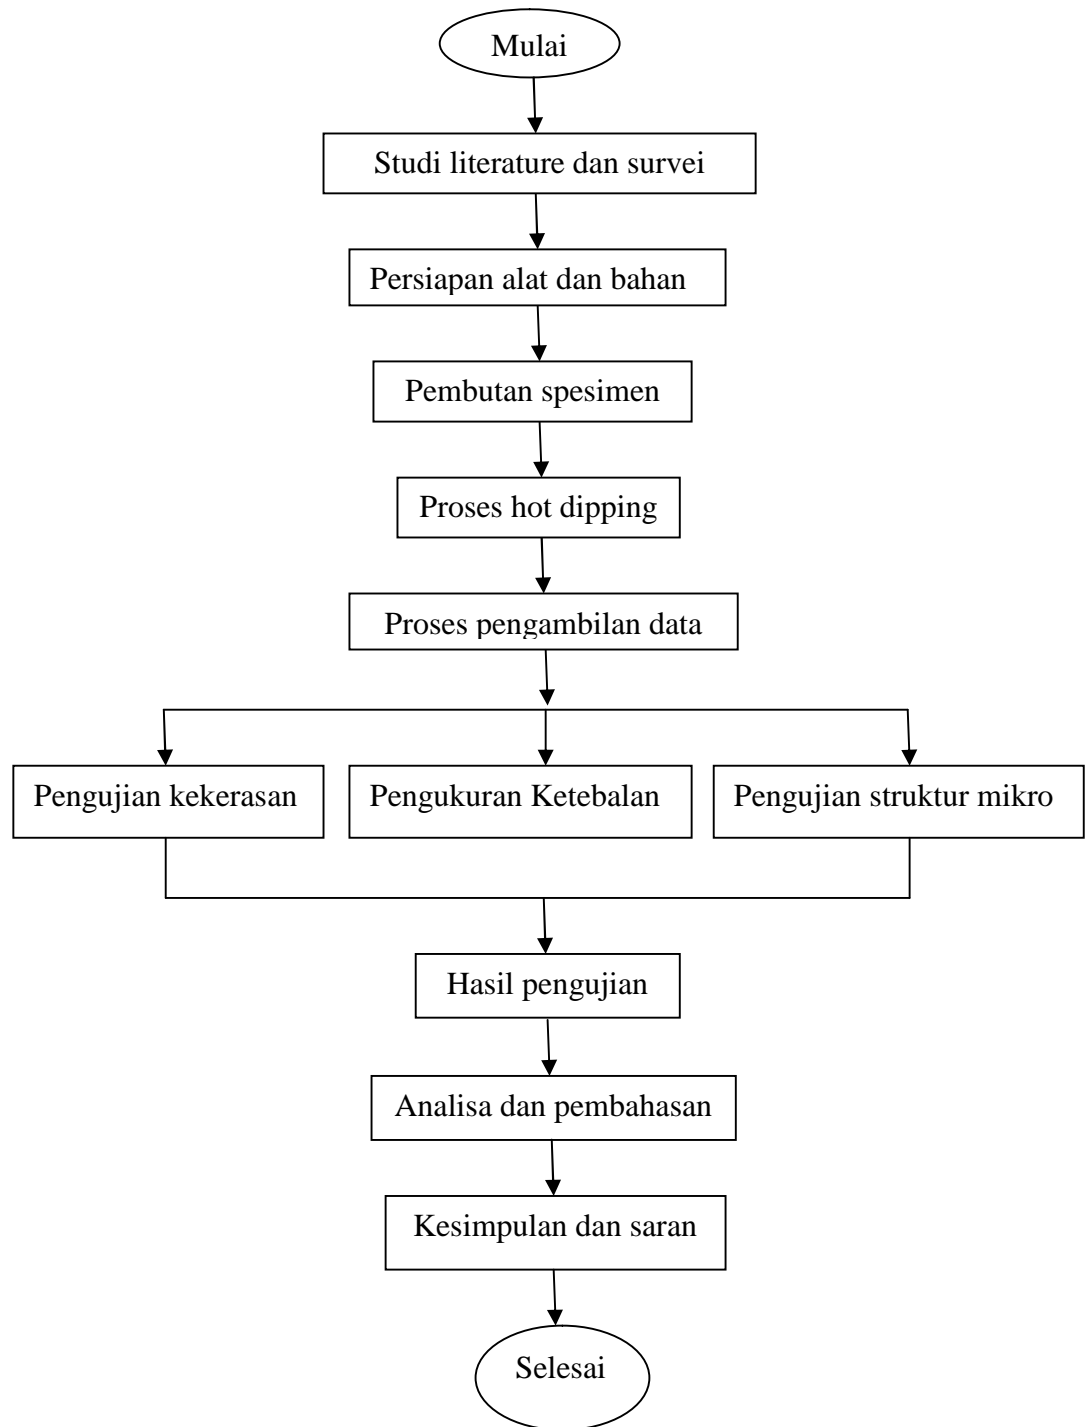 Mulai
Studi literature dan survei
Persiapan alat dan bahan
Pembutan spesimen
Proses hot dipping
Proses pengambilan data
Pengujian kekerasan
Pengukuran Ketebalan
Pengujian struktur mikro
Hasil pengujian
Analisa dan pembahasan
Kesimpulan dan saran
Selesai